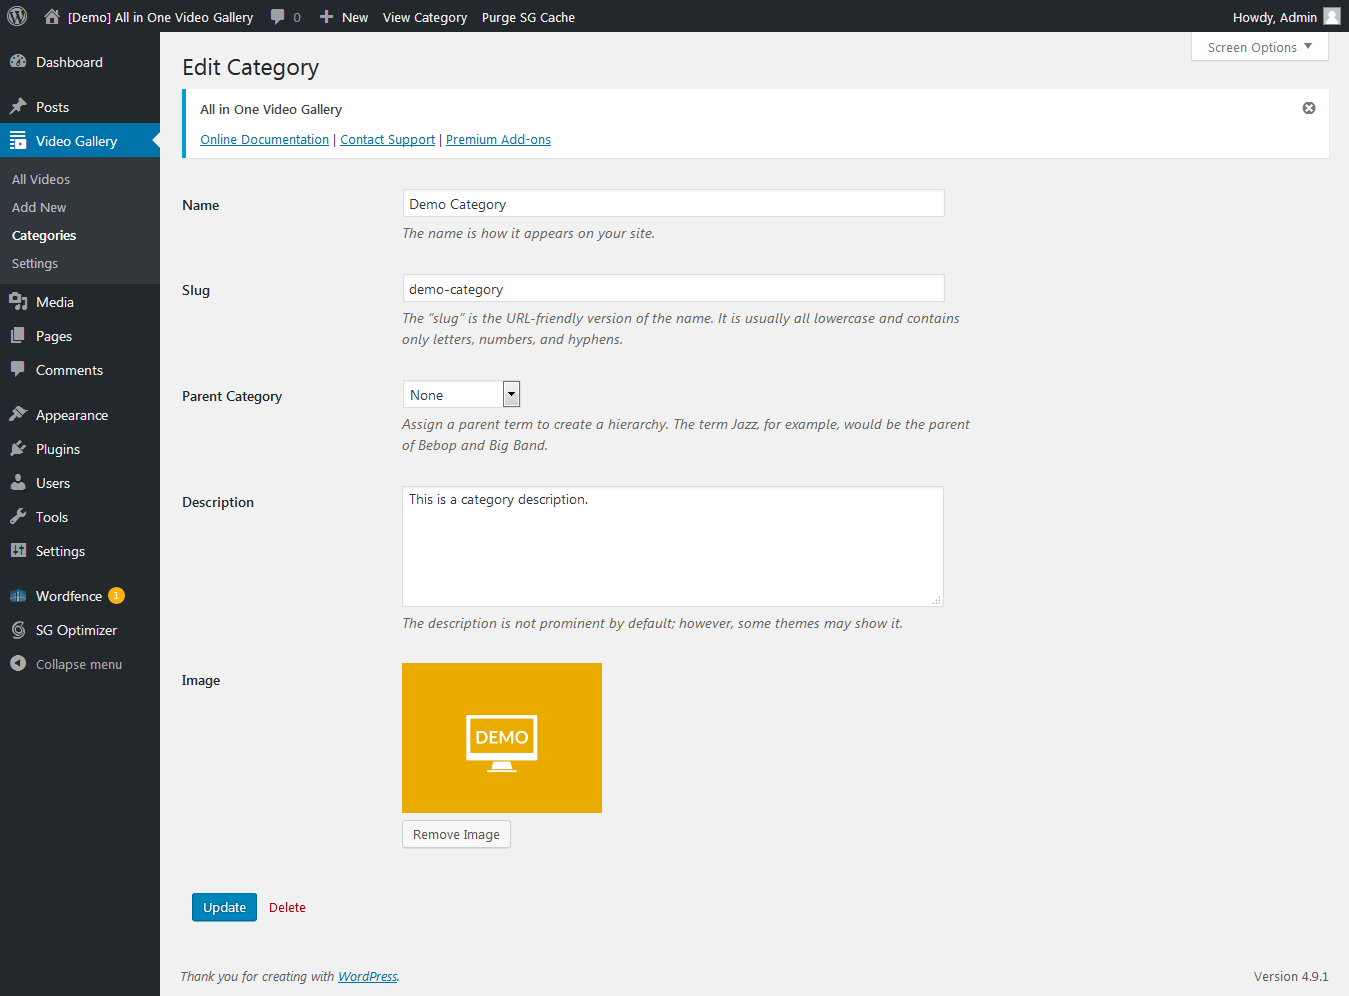 [Demo] All in One Video Gallery 0 New View Category Purge SG Cache Howdy, Admin
Screen Options
Dashboard
Posts
Video Gallery
All Videos
Add New
Categories
Settings
Media
Pages
Comments
Appearance
Plugins
Users
Tools
Settings
Wordfence 1
SG Optimizer
Collapse menu
Edit Category
All in One Video Gallery
Online Documentation | Contact Support | Premium Add-ons
Name
Demo Category
The name is how it appears on your site.
Slug
demo-category
The “slug” is the URL-friendly version of the name. It is usually all lowercase and contains
only letters, numbers, and hyphens.
Parent Category
None
Assign a parent term to create a hierarchy. The term Jazz, for example, would be the parent
of Bebop and Big Band.
Description
This is a category description.
The description is not prominent by default; however, some themes may show it.
Image
DEMO
Remove Image
Update Delete
Thank you for creating with WordPress.
Version 4.9.1